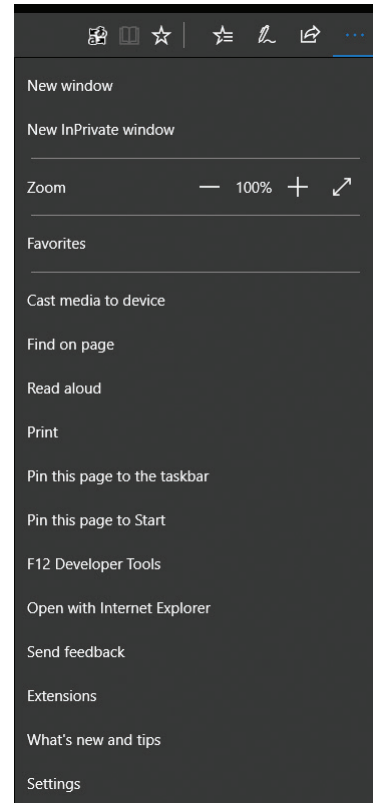 New window
New InPrivate window
Zoom 100%
Favorites
Cast media to device
Find on page
Read aloud
Print
Pin this page to the taskbar
Pin this page to Start
F12 Developer Tools
Open with Internet Explorer
Send feedback
Extensions
What's new and tips
Settings